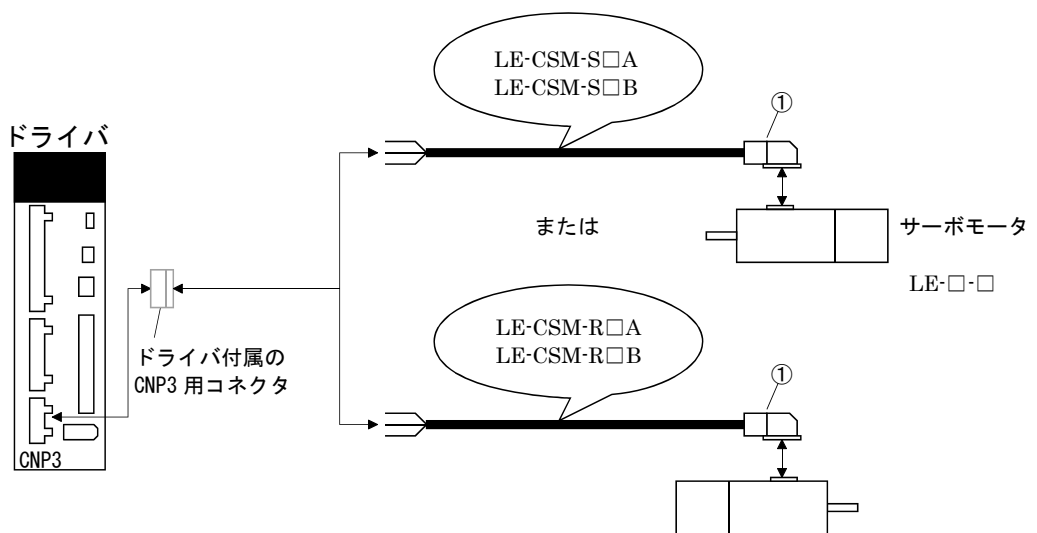 LE-CSM-S□A
LE-CSM-S□B
①
ドライバ
または
サーボモータ
LE-□-□
LE-CSM-R□A
LE-CSM-R□B
ドライバ付属の
CNP3 用コネクタ
①
CNP3